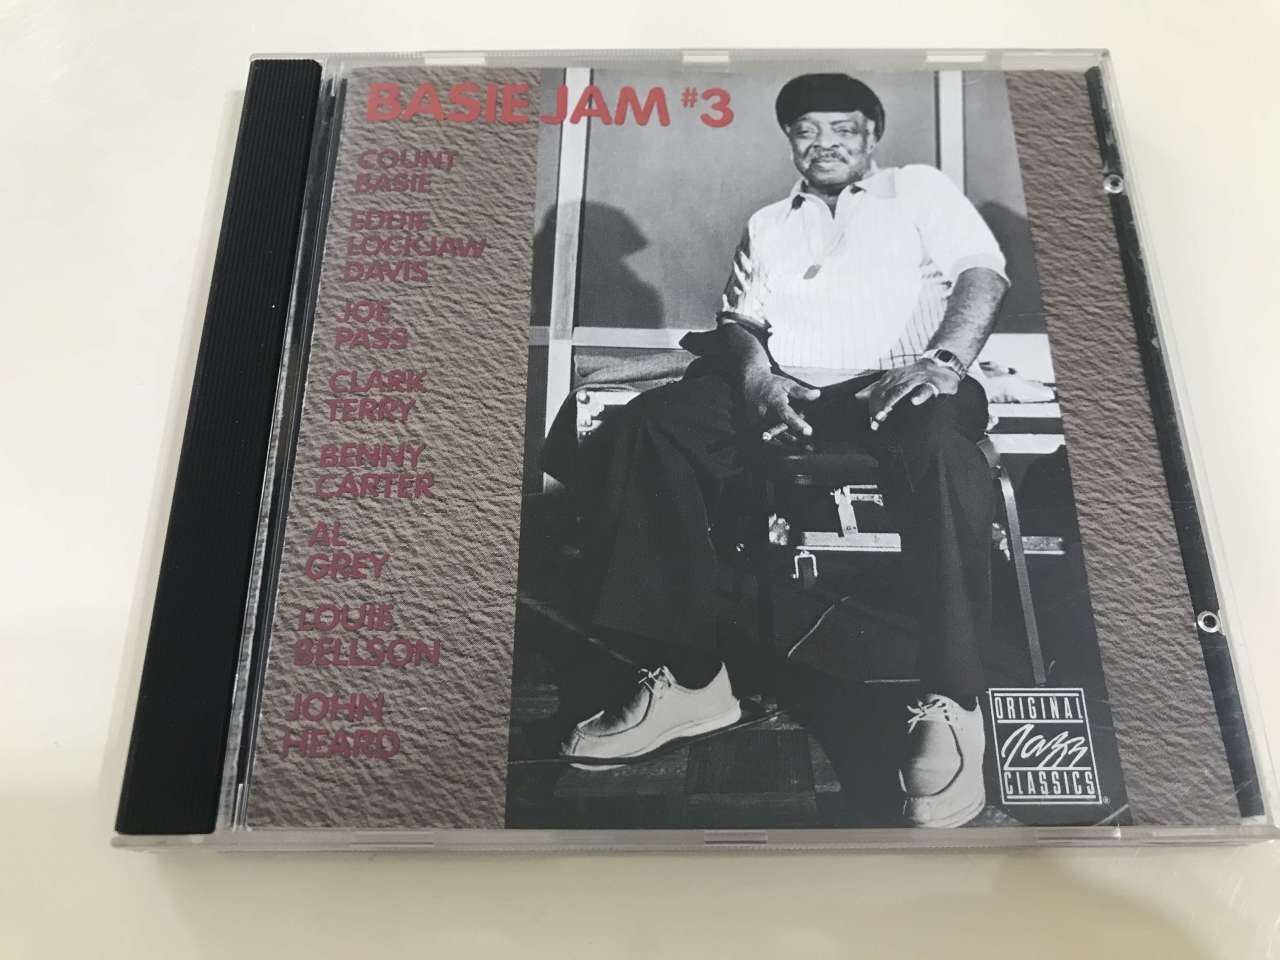 BASIE JAM #3
COUNT
BASIE
EDDIE
LOCKJAW
DAVIS
JOE
PASS
CLARK
TERRY
BENNY
CARTER
AL
GREY
LOUIE
BELLSON
JOHN
HEARD
ORIGINAL
Jazz
CLASSICS®